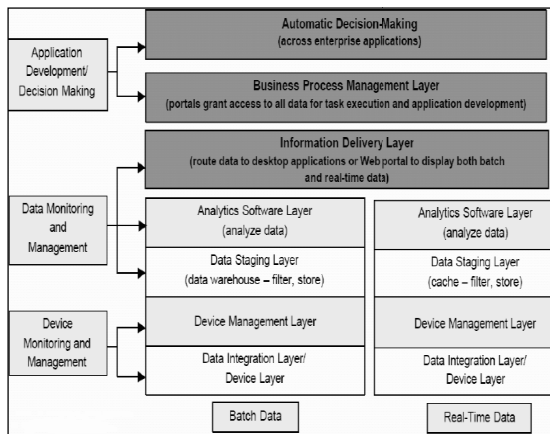 Application
Development/
Decision Making
Automatic Decision-Making
(across enterprise applications)
Business Process Management Layer
(portals grant access to all data for task execution and application development)
Information Delivery Layer
(route data to desktop applications or Web portal to display both batch
and real-time data)
Data Monitoring
and
Management
Analytics Software Layer
(analyze data)
Data Staging Layer
(data warehouse – filter, store)
Analytics Software Layer
(analyze data)
Data Staging Layer
(cache – filter, store)
Device
Monitoring and
Management
Device Management Layer
Data Integration Layer/
Device Layer
Device Management Layer
Data Integration Layer/
Device Layer
Batch Data
Real-Time Data